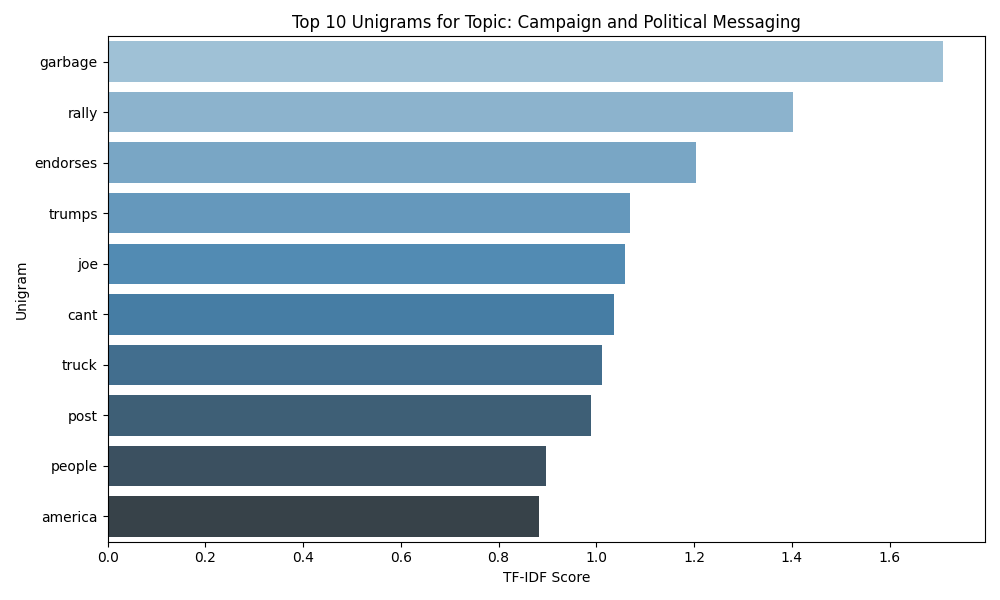 Top 10 Unigrams for Topic: Campaign and Political Messaging
garbage
rally
endorses
trumps
joe
cant
truck
post
people
america
Unigram
0.0 0.2 0.4 0.6 0.8 1.0 1.2 1.4 1.6
TF-IDF Score